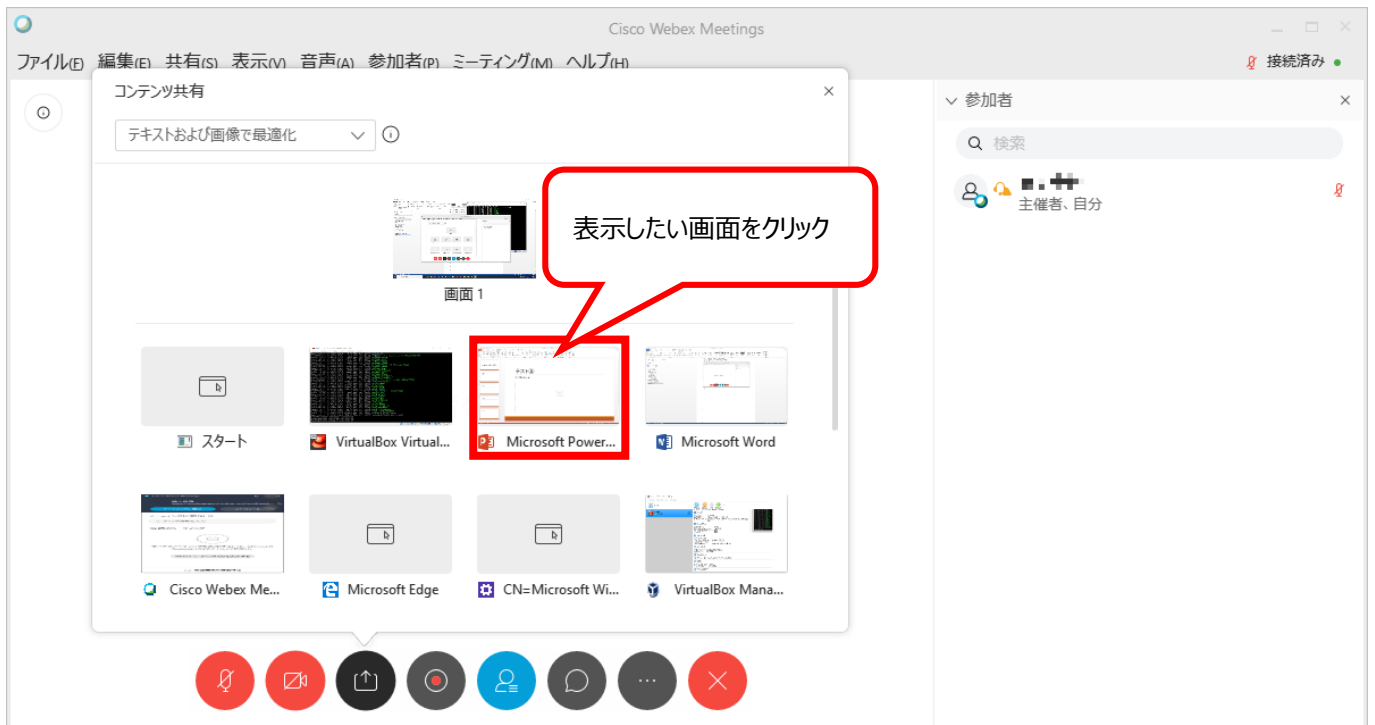 Cisco Webex Meetings
ファイル(F) 編集(E) 共有(S) 表示(V) 音声(A) 参加者(P) ミーティング(M) ヘルプ(H)
接続済み
コンテンツ共有
テキストおよび画像で最適化
参加者
検索
主催者、自分
表示したい画面をクリック
画面 1
スタート
VirtualBox Virtual...
Microsoft Power...
Microsoft Word
Cisco Webex Me...
Microsoft Edge
CN=Microsoft Wi...
VirtualBox Mana...